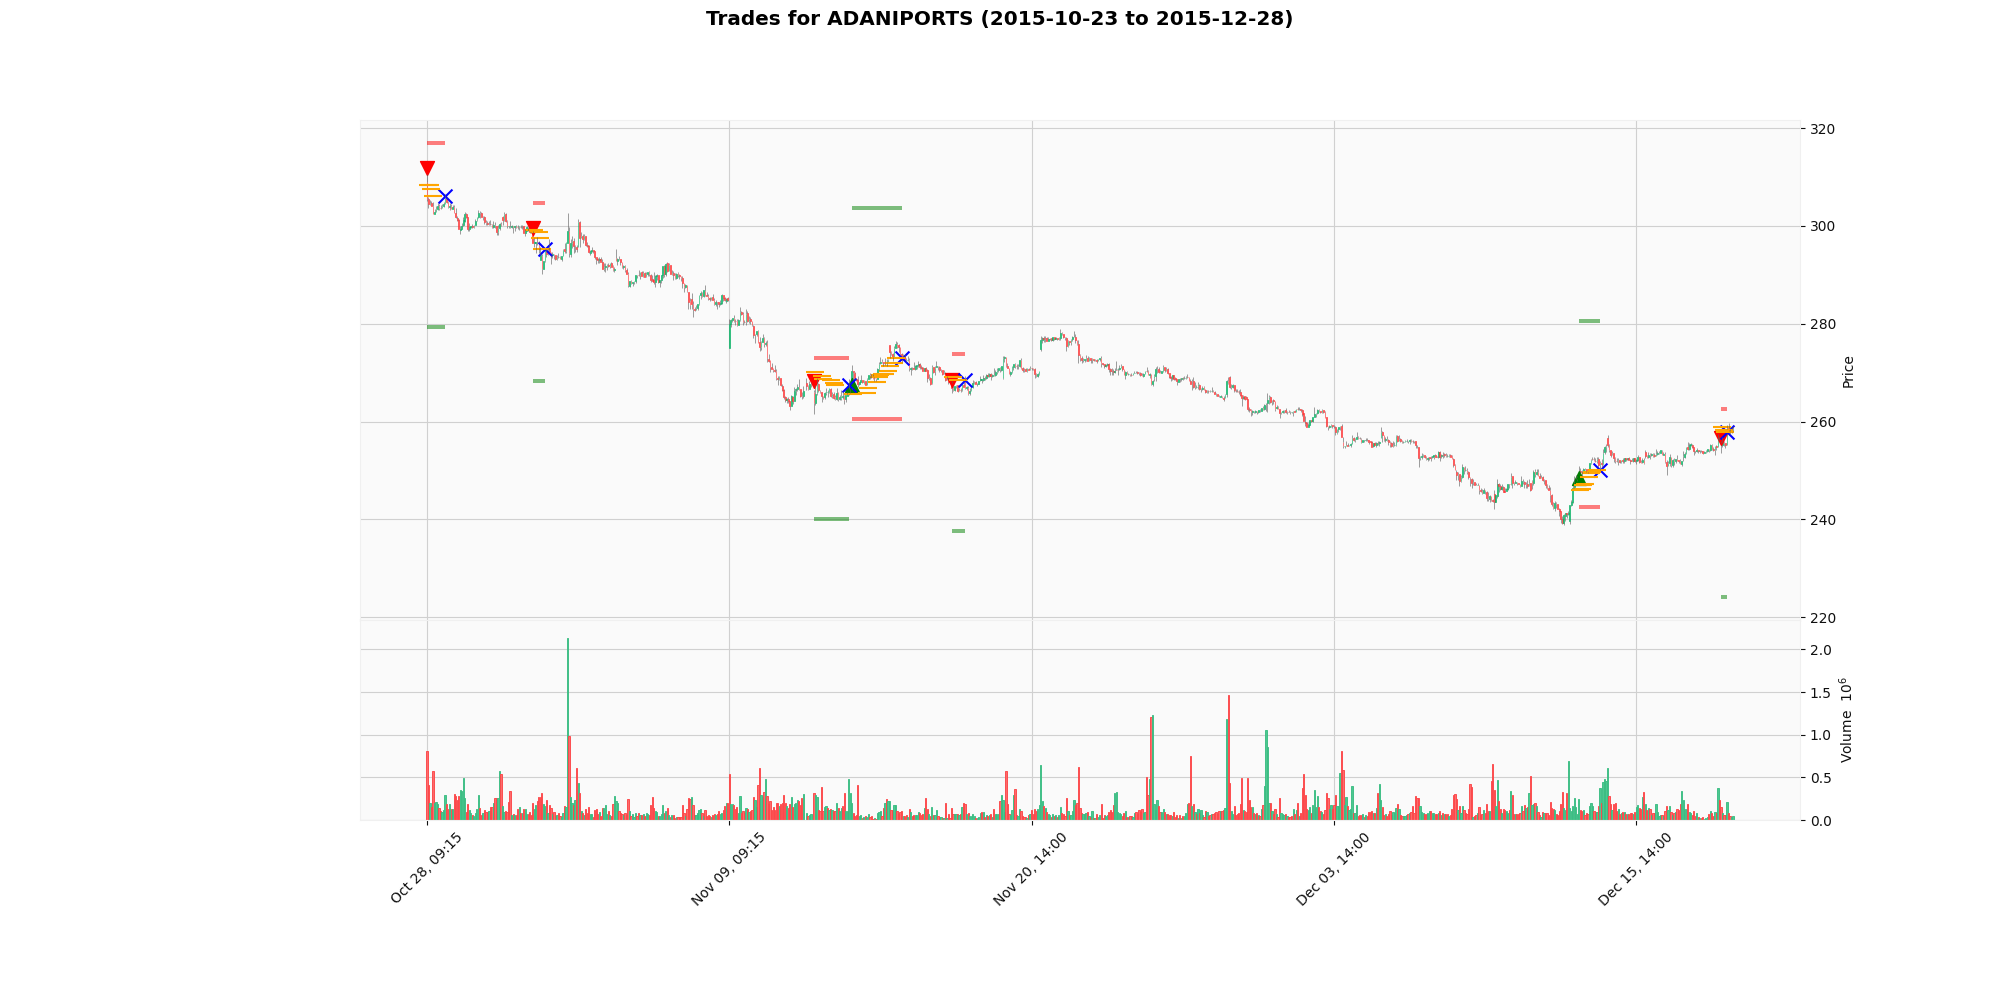 Trades for ADANIPORTS (2015-10-23 to 2015-12-28)
320
300
280
260
240
220
Price
2.0
1.5
1.0
0.5
0.0
Volume 10^6
Oct 28, 09:15
Nov 09, 09:15
Nov 20, 14:00
Dec 03, 14:00
Dec 15, 14:00